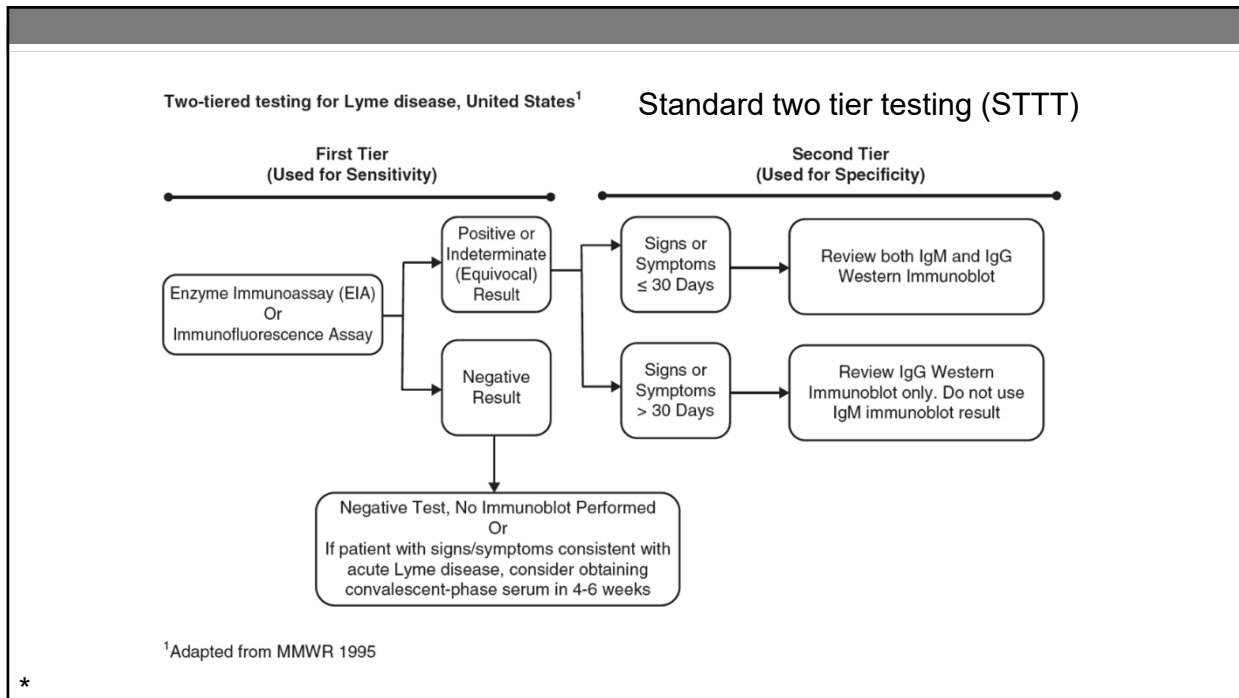 Two-tiered testing for Lyme disease, United States¹
Standard two tier testing (STTT)
First Tier
(Used for Sensitivity)
Second Tier
(Used for Specificity)
Enzyme Immunoassay (EIA)
Or
Immunofluorescence Assay
Positive or
Indeterminate
(Equivocal)
Result
Negative
Result
Signs or
Symptoms
≤ 30 Days
Review both IgM and IgG
Western Immunoblot
Signs or
Symptoms
> 30 Days
Review IgG Western
Immunoblot only. Do not use
IgM immunoblot result
Negative Test, No Immunoblot Performed
Or
If patient with signs/symptoms consistent with
acute Lyme disease, consider obtaining
convalescent-phase serum in 4-6 weeks
¹Adapted from MMWR 1995
*